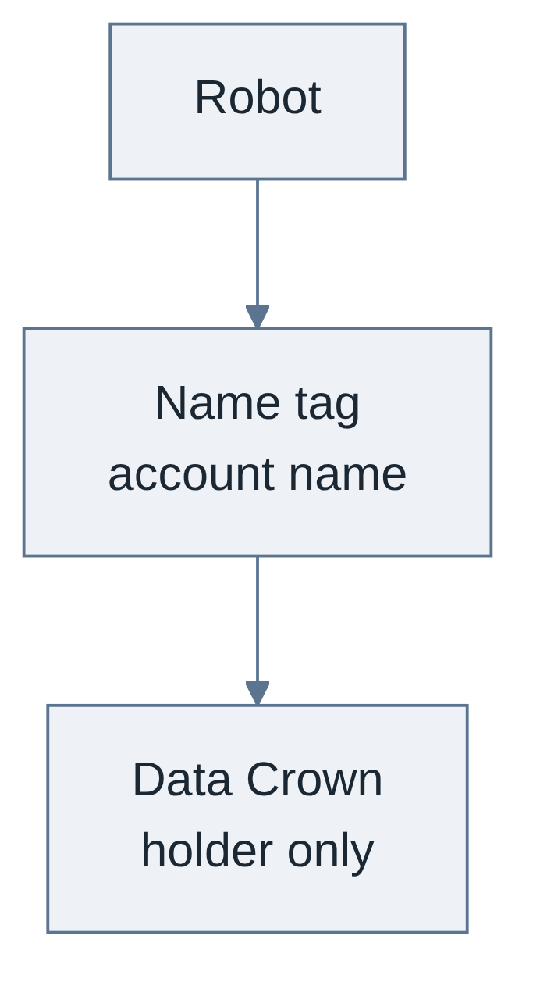 Robot
Name tag
account name
Data Crown
holder only